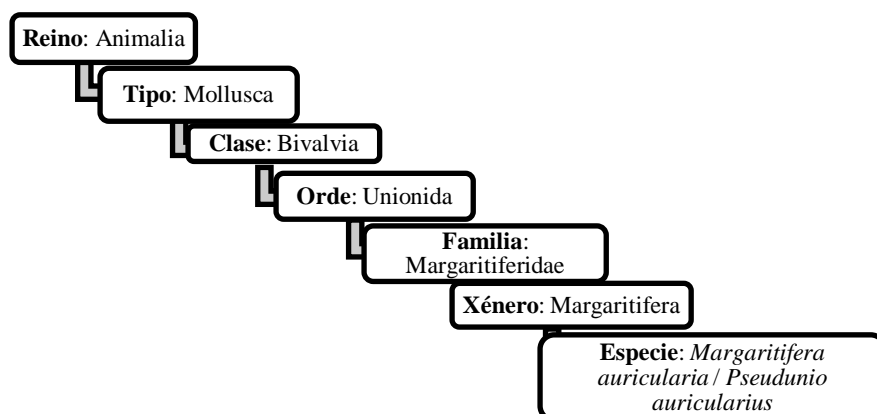 Reino: Animalia
Tipo: Mollusca
Clase: Bivalvia
Orde: Unionida
Familia:
Margaritiferidae
Xénero: Margaritifera
Especie: Margaritifera
auricularia / Pseudunio
auricularius